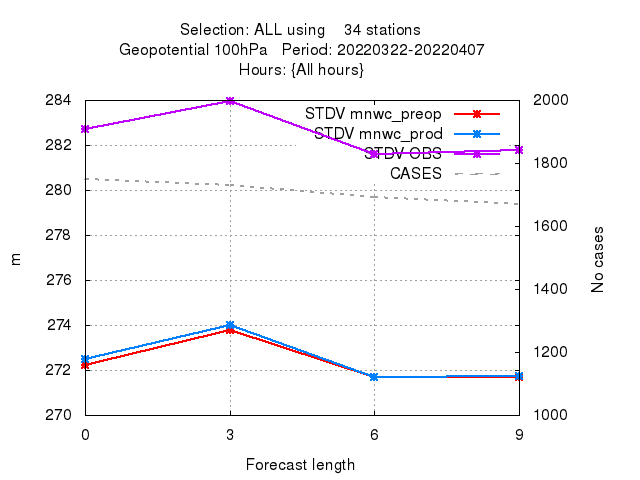 Selection: ALL using    34 stations
Geopotential 100hPa   Period: 20220322-20220407
Hours: {All hours}
284
282
280
278
276
274
272
270
m
2000
1800
1600
1400
1200
1000
No cases
STDV mnwc_preop
STDV mnwc_prod
STDV OBS
CASES
0
3
6
9
Forecast length